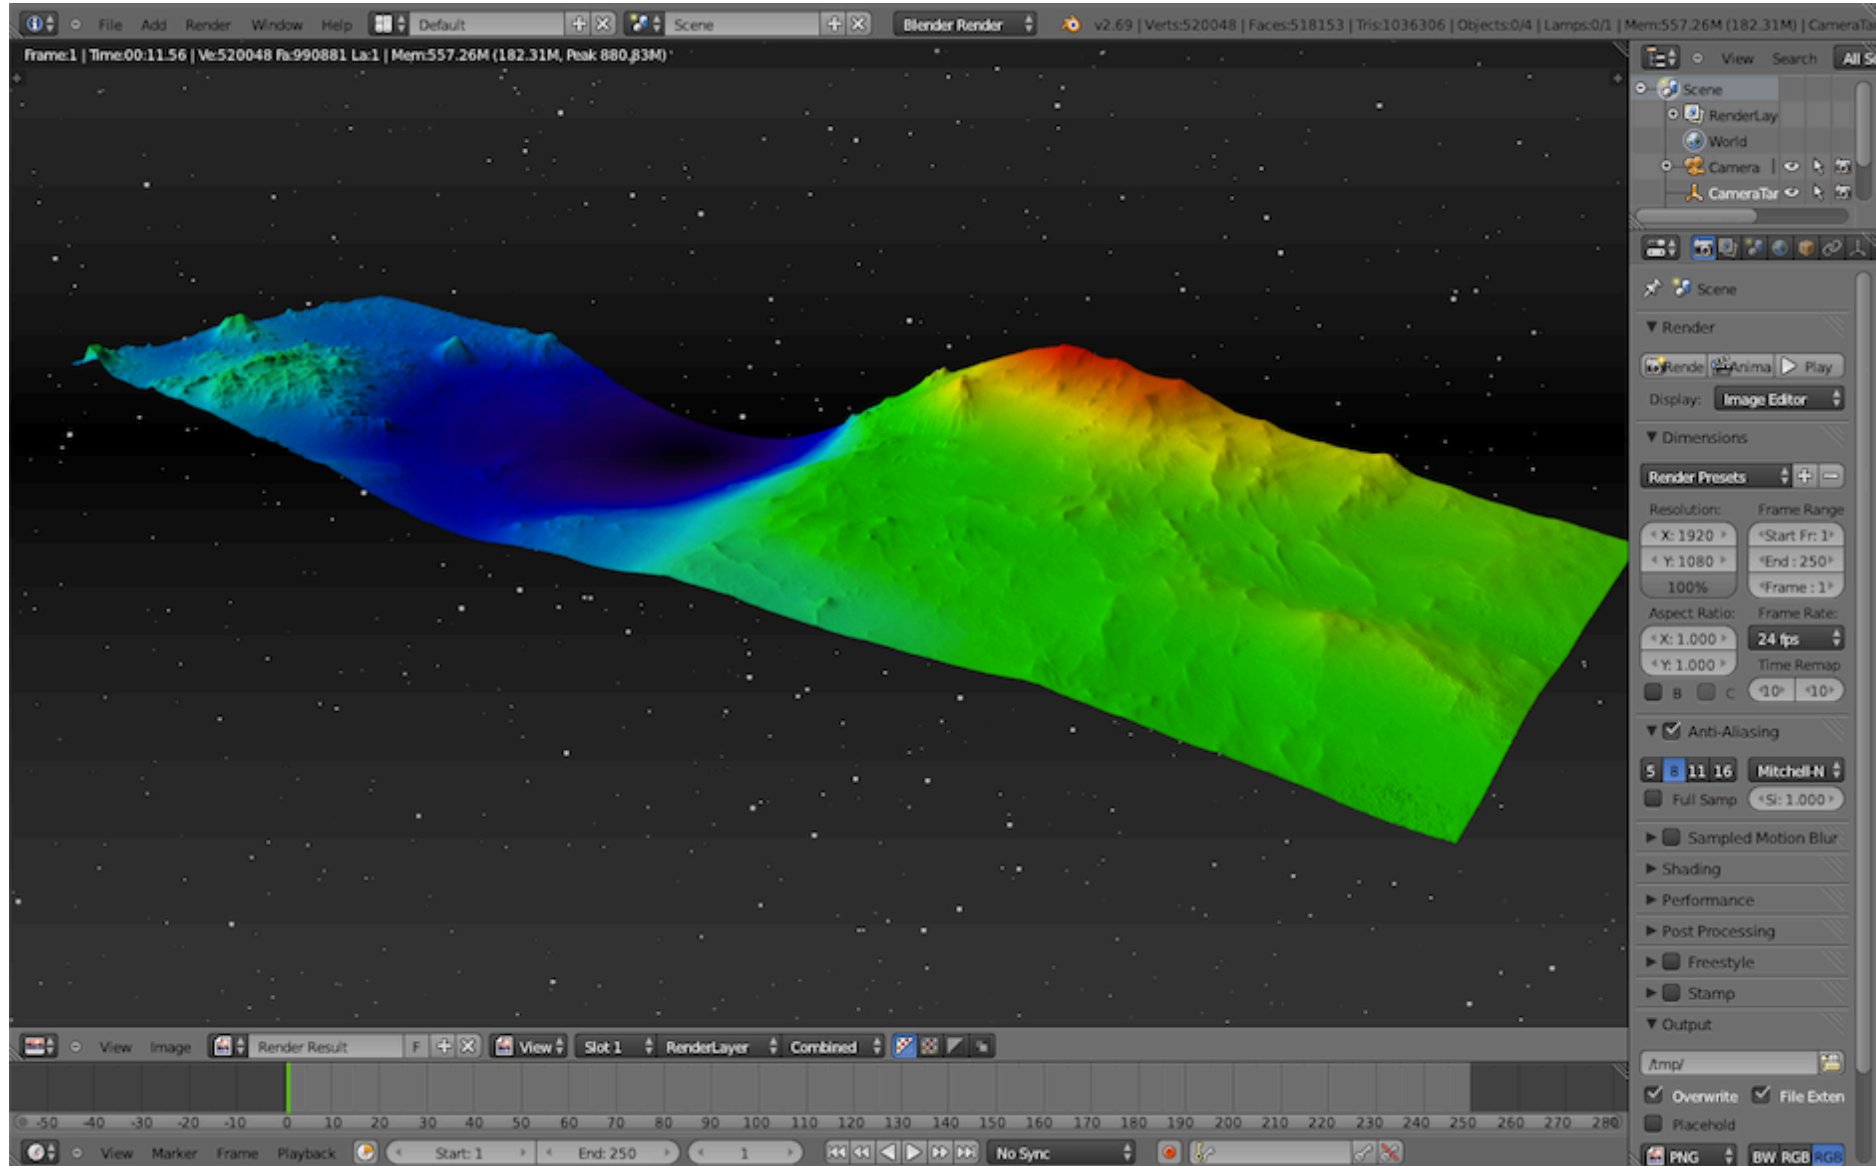 File Add Render Window Help Default Scene Blender Render v2.69 | Verts:520048 | Faces:518153 | Tris:1036306 | Objects:0/4 | Lamps:0/1 | Mem:557.26M (182.31M) | CameraTa
Frame:1 | Time:00:11.56 | Ve:520048 Fa:990881 La:1 | Mem:557.26M (182.31M, Peak 880.83M)
View Search All S
Scene
RenderLay
World
Camera
CameraTar
Scene
Render
Rende Anima Play
Display: Image Editor
Dimensions
Render Presets
Resolution: Frame Range
X: 1920 Start Fr: 1
Y: 1080 End : 250
100% Frame : 1
Aspect Ratio: Frame Rate:
X: 1.000 24 fps
Y: 1.000 Time Remap
B C 10 10
Anti-Aliasing
5 8 11 16 Mitchell-N
Full Samp Si: 1.000
Sampled Motion Blur
Shading
Performance
Post Processing
Freestyle
Stamp
Output
/tmp/
Overwrite File Exten
Placehold
PNG BW RGB RGB
View Image Render Result F View Slot 1 RenderLayer Combined
-50 -40 -30 -20 -10 0 10 20 30 40 50 60 70 80 90 100 110 120 130 140 150 160 170 180 190 200 210 220 230 240 250 260 270 280
View Marker Frame Playback Start: 1 End: 250 1 No Sync